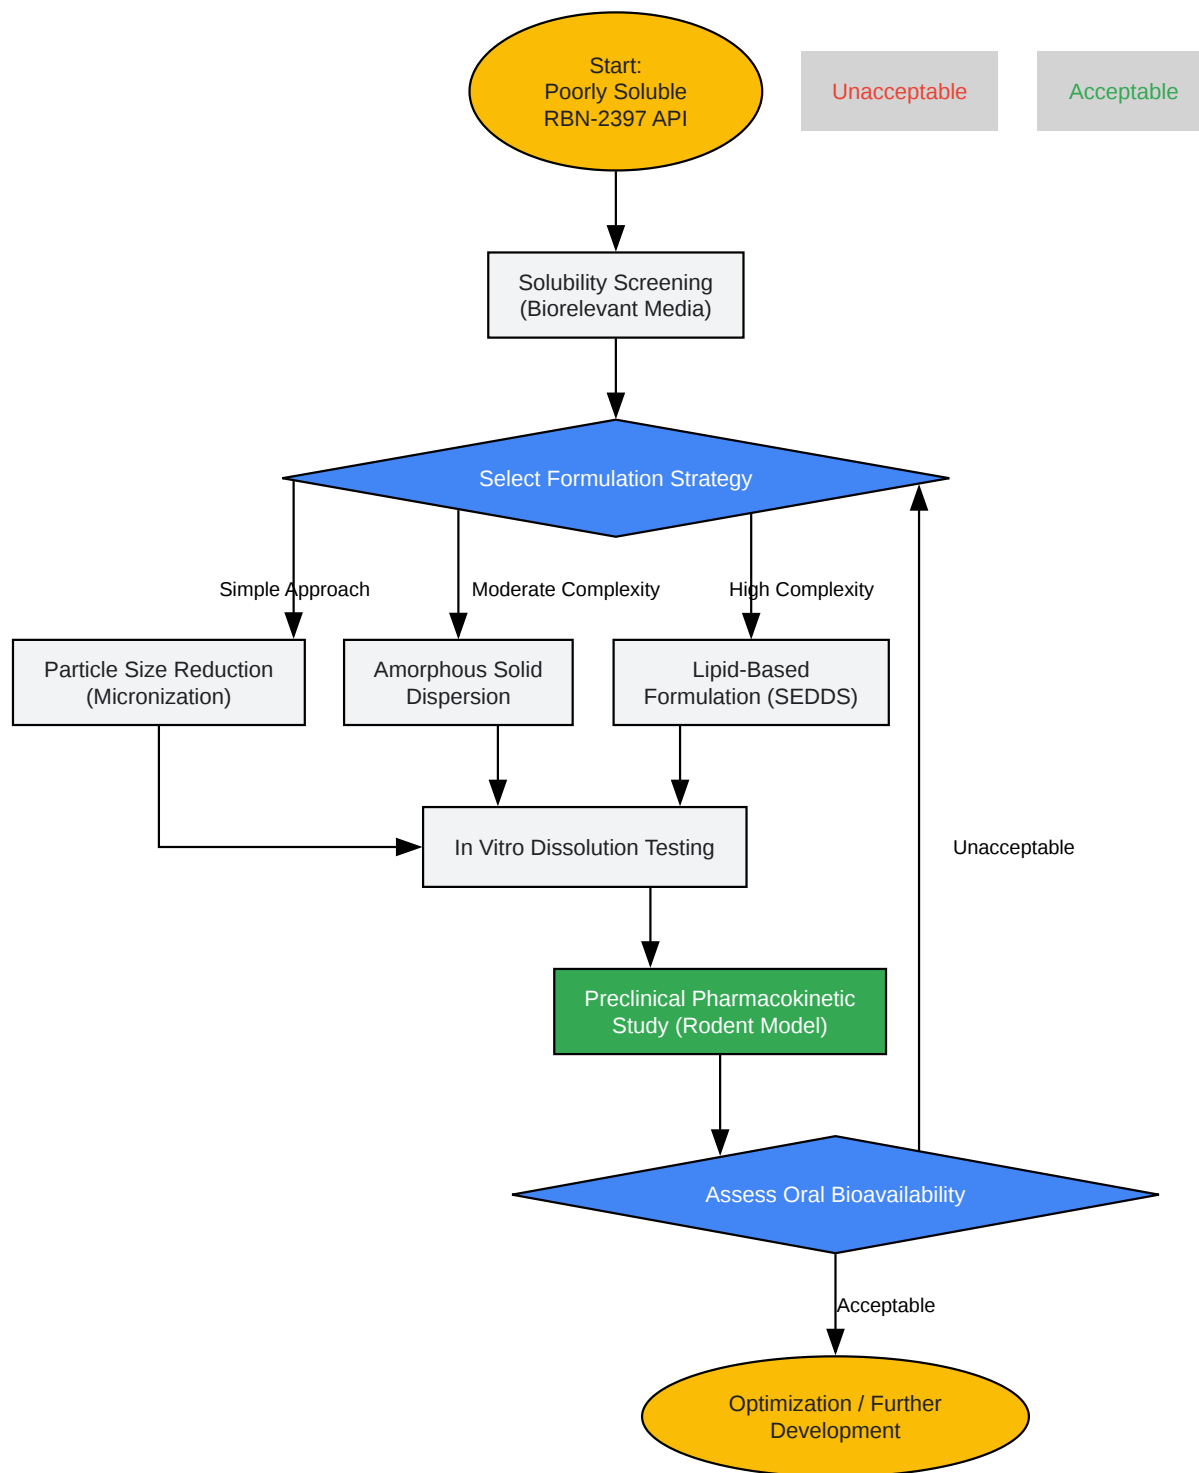 Start:
Poorly Soluble
RBN-2397 API
Unacceptable
Acceptable
Solubility Screening
(Biorelevant Media)
Select Formulation Strategy
Simple Approach
Moderate Complexity
High Complexity
Particle Size Reduction
(Micronization)
Amorphous Solid
Dispersion
Lipid-Based
Formulation (SEDDS)
In Vitro Dissolution Testing
Unacceptable
Preclinical Pharmacokinetic
Study (Rodent Model)
Assess Oral Bioavailability
Acceptable
Optimization / Further
Development